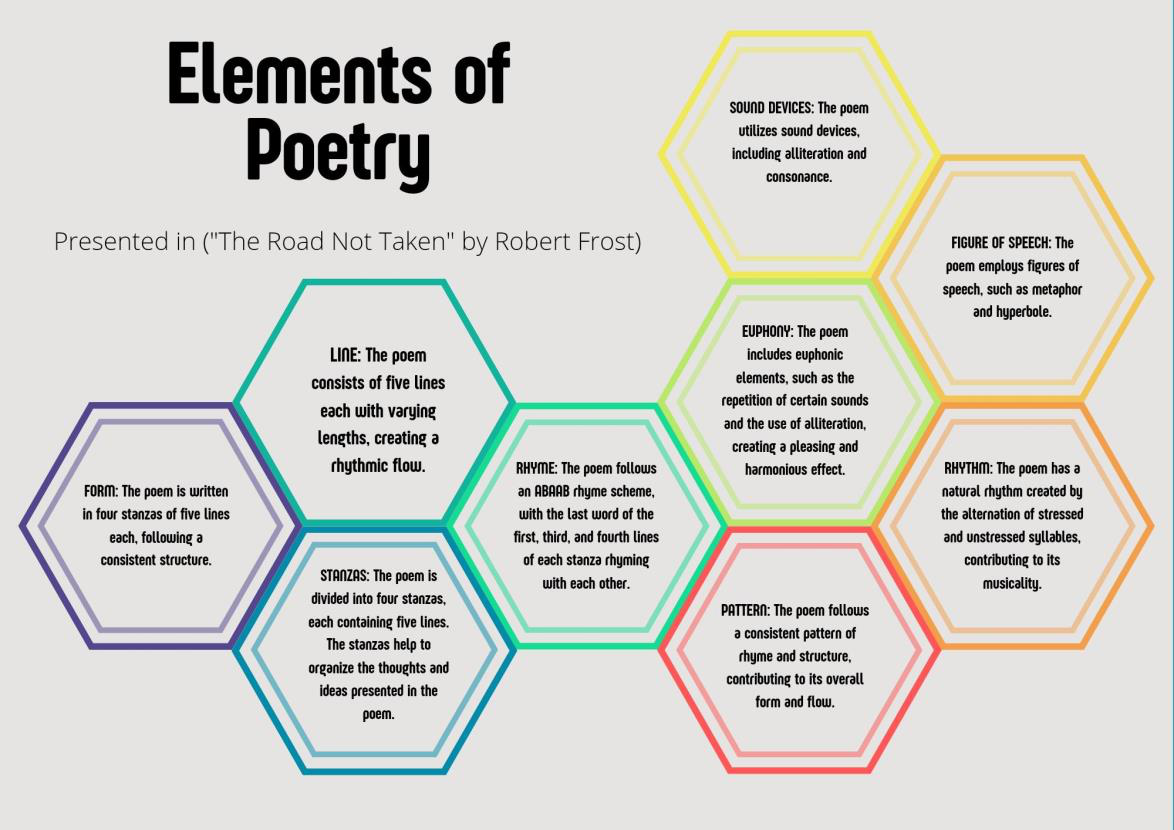 Elements of
Poetry
Presented in ("The Road Not Taken" by Robert Frost)
SOUND DEVICES: The poem
utilizes sound devices,
including alliteration and
consonance.
FIGURE OF SPEECH: The
poem employs figures of
speech, such as metaphor
and hyperbole.
LINE: The poem
consists of five lines
each with varying
lengths, creating a
rhythmic flow.
EUPHONY: The poem
includes euphonic
elements, such as the
repetition of certain sounds
and the use of alliteration,
creating a pleasing and
harmonious effect.
FORM: The poem is written
in four stanzas of five lines
each, following a
consistent structure.
RHYME: The poem follows
an ABAAB rhyme scheme,
with the last word of the
first, third, and fourth lines
of each stanza rhyming
with each other.
RHYTHM: The poem has a
natural rhythm created by
the alternation of stressed
and unstressed syllables,
contributing to its
musicality.
STANZAS: The poem is
divided into four stanzas,
each containing five lines.
The stanzas help to
organize the thoughts and
ideas presented in the
poem.
PATTERN: The poem follows
a consistent pattern of
rhyme and structure,
contributing to its overall
form and flow.